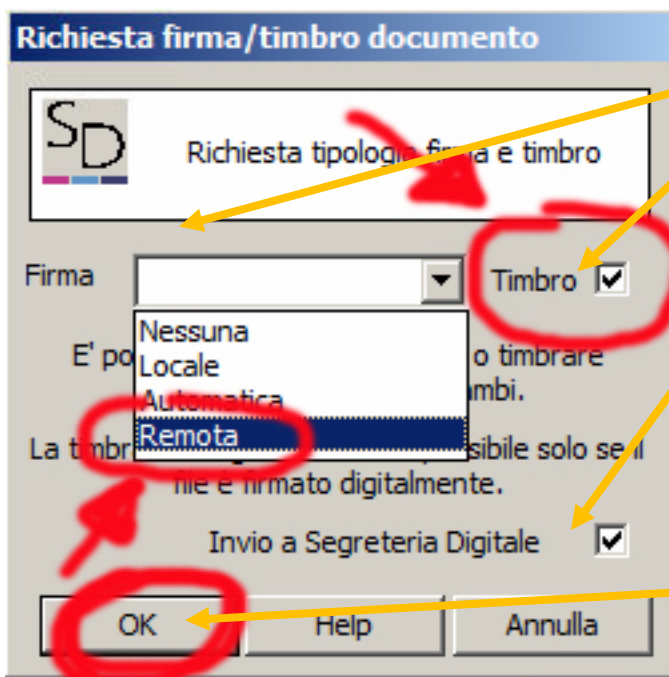 Richiesta firma/timbro documento
SD
Richiesta tipologia firma e timbro
Firma
Timbro
Nessuna
Locale
Automatica
Remota
E' po
o timbrare
mbi.
La timbr
sibile solo se il
file è firmato digitalmente.
Invio a Segreteria Digitale
OK Help Annulla